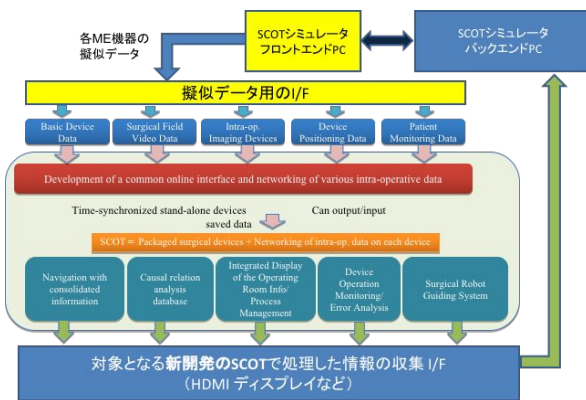 各ME機器の
擬似データ
SCOTシミュレータ
フロントエンドPC
SCOTシミュレータ
バックエンドPC
擬似データ用のI/F
Basic Device
Data
Surgical Field
Video Data
Intra-op.
Imaging Devices
Device
Positioning Data
Patient
Monitoring Data
Development of a common online interface and networking of various intra-operative data
Time-synchronized stand-alone devices
saved data
Can output/input
SCOT= Packaged surgical devices + Networking of intra-op. data on each device
Navigation with
consolidated
information
Causal relation
analysis
database
Integrated Display
of the Operating
Room Info/
Process
Management
Device
Operation
Monitoring/
Error Analysis
Surgical Robot
Guiding System
対象となる新開発のSCOTで処理した情報の収集 I/F
(HDMI ディスプレイなど)